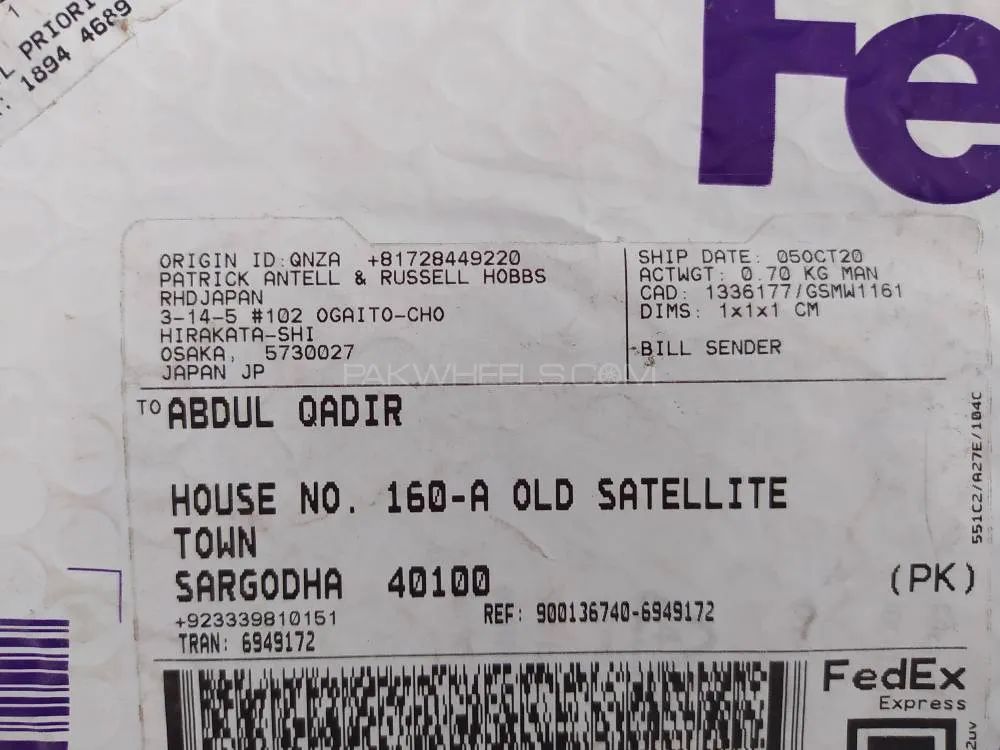 1
L PRIORI
: 1894 4689
Fe
ORIGIN ID:QNZA +81728449220
PATRICK ANTELL & RUSSELL HOBBS
RHDJAPAN
3-14-5 #102 OGAITO-CHO
HIRAKATA-SHI
OSAKA, 5730027
JAPAN JP
SHIP DATE: 05OCT20
ACTWGT: 0.70 KG MAN
CAD: 1336177/GSMW1161
DIMS: 1x1x1 CM
BILL SENDER
PAKWHEELS.COM
TO ABDUL QADIR
HOUSE NO. 160-A OLD SATELLITE
TOWN
SARGODHA 40100
(PK)
+923339810151
REF: 900136740-6949172
TRAN: 6949172
551C2/A27E/104C
FedEx
Express
2uv